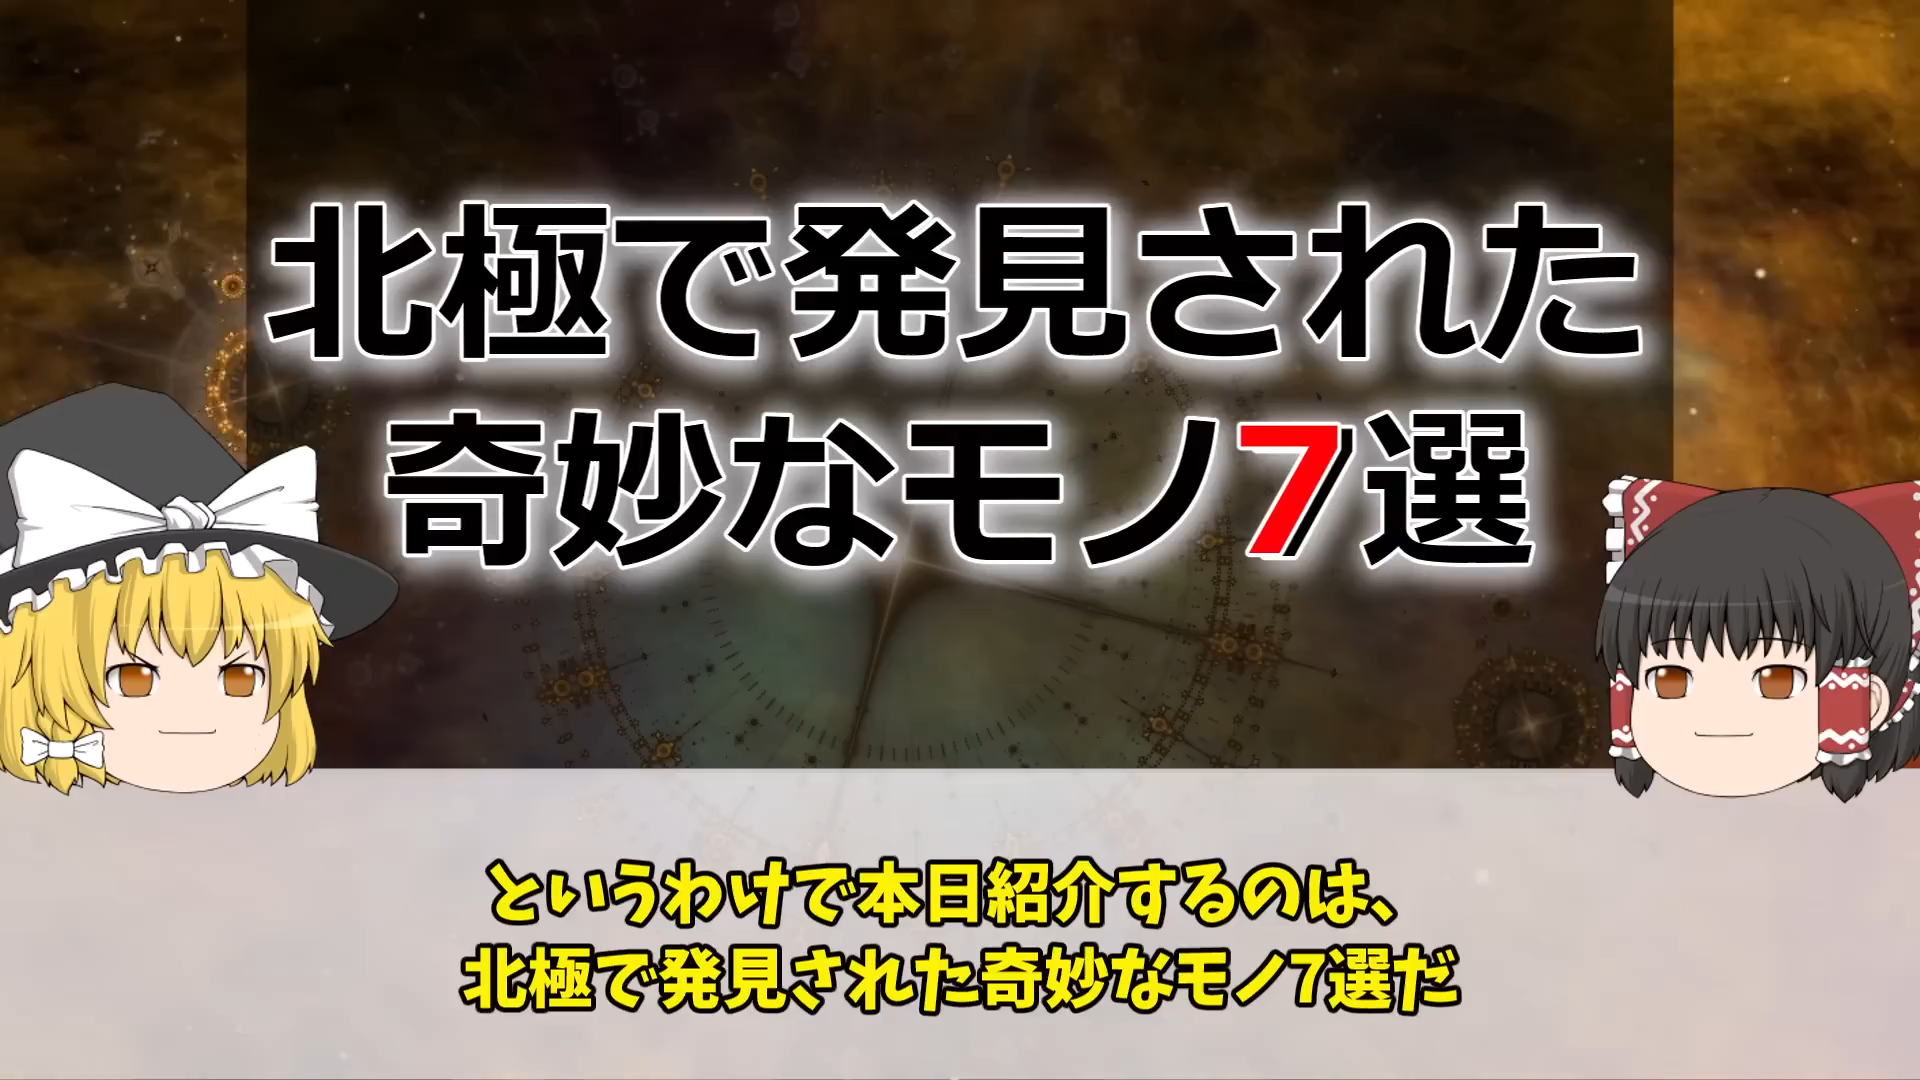 北極で発見された
奇妙なモノ7選
というわけで本日紹介するのは、
北極で発見された奇妙なモノ7選だ